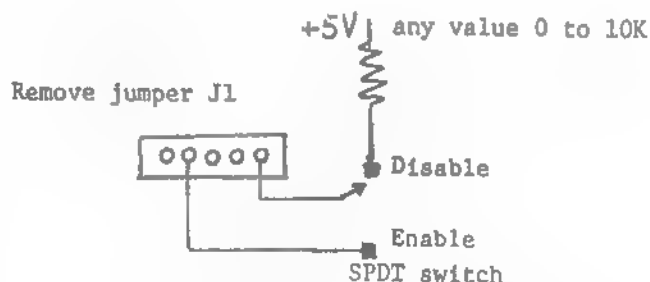 +5V any value 0 to 10K
Remove jumper J1
Disable
Enable
SPDT switch